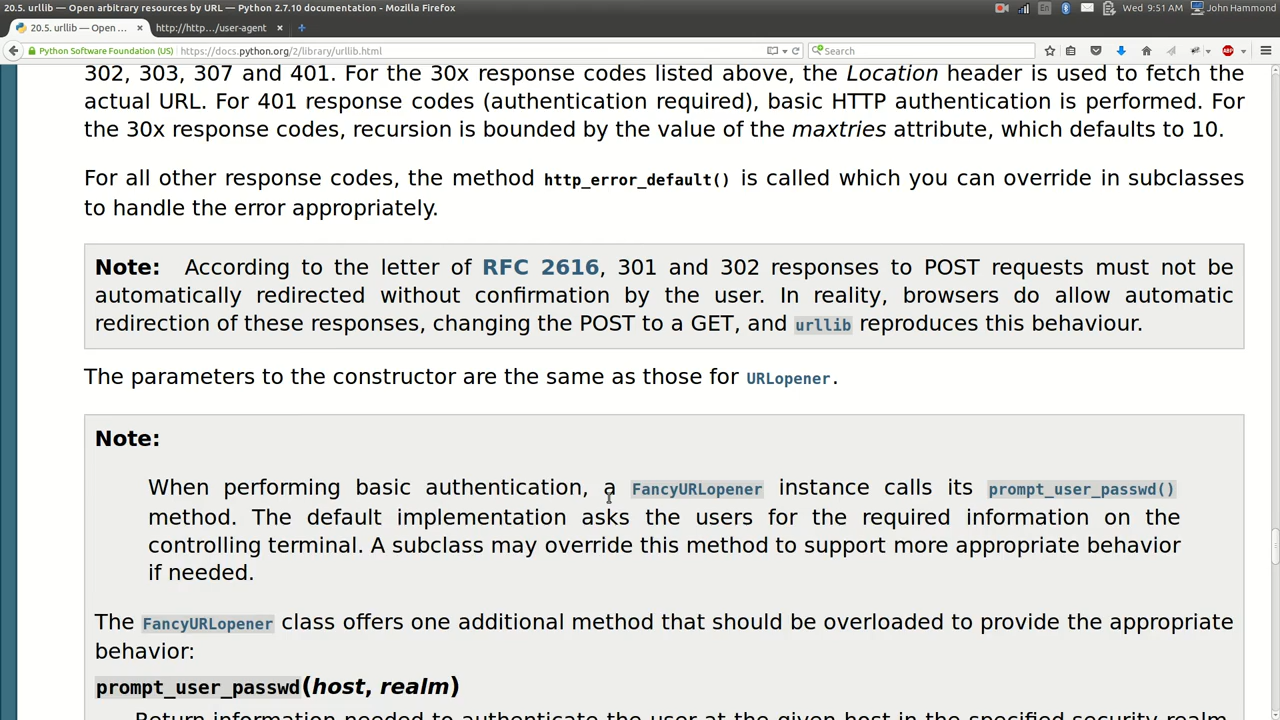 20.5. urllib — Open arbitrary resources by URL — Python 2.7.10 documentation - Mozilla Firefox
En
Wed 9:51 AM
John Hammond
20.5. urllib — Open ... ×
http://http.../user-agent ×
Python Software Foundation (US)
https://docs.python.org/2/library/urllib.html
Search
ABP
302, 303, 307 and 401. For the 30x response codes listed above, the Location header is used to fetch the
actual URL. For 401 response codes (authentication required), basic HTTP authentication is performed. For
the 30x response codes, recursion is bounded by the value of the maxtries attribute, which defaults to 10.
For all other response codes, the method http_error_default() is called which you can override in subclasses
to handle the error appropriately.
Note: According to the letter of RFC 2616, 301 and 302 responses to POST requests must not be
automatically redirected without confirmation by the user. In reality, browsers do allow automatic
redirection of these responses, changing the POST to a GET, and urllib reproduces this behaviour.
The parameters to the constructor are the same as those for URLopener.
Note:
When performing basic authentication, a FancyURLopener instance calls its prompt_user_passwd()
method. The default implementation asks the users for the required information on the
controlling terminal. A subclass may override this method to support more appropriate behavior
if needed.
The FancyURLopener class offers one additional method that should be overloaded to provide the appropriate
behavior:
prompt_user_passwd(host, realm)
Return information needed to authenticate the user at the given host in the specified security realm.